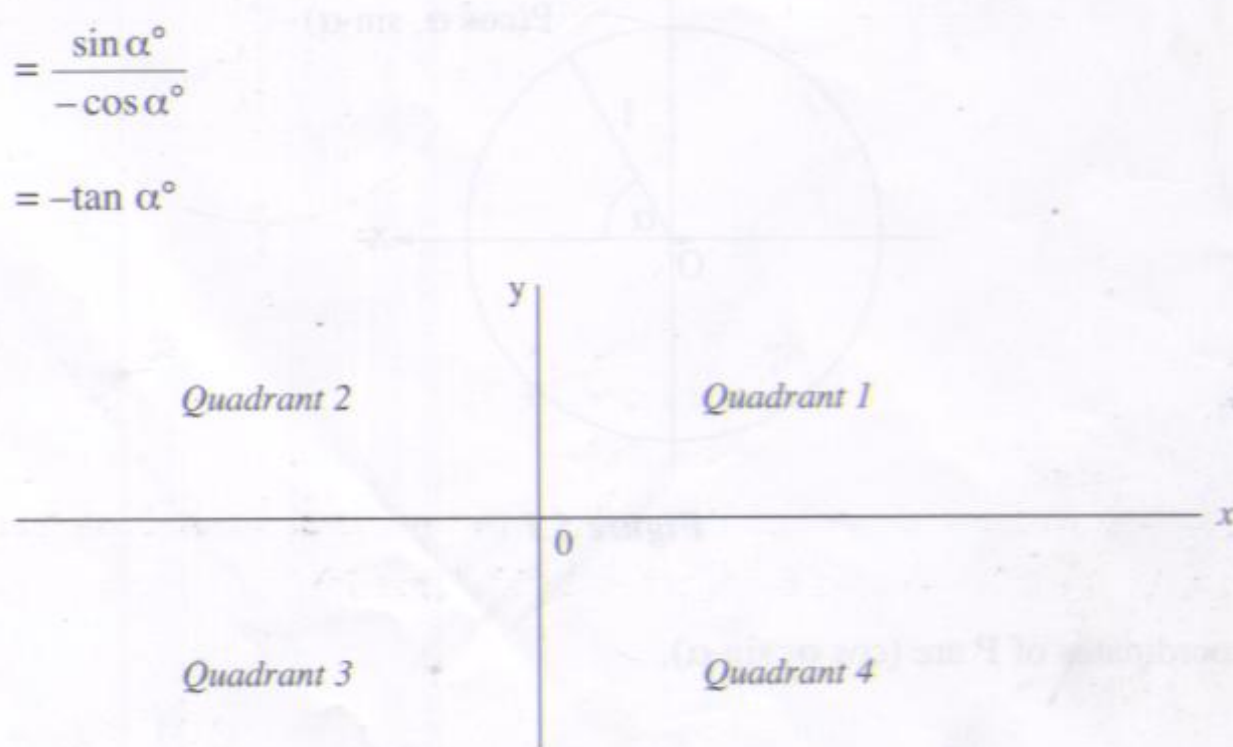 = sin α° / −cos α°
= −tan α°
y
Quadrant 2 Quadrant 1
x
0
Quadrant 3 Quadrant 4